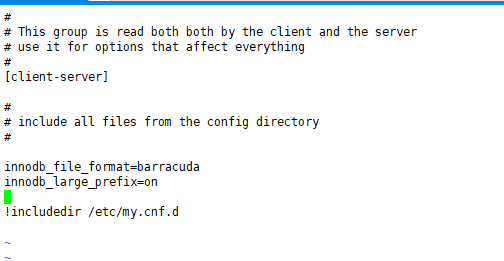 #
# This group is read both both by the client and the server
# use it for options that affect everything
#
[client-server]
#
# include all files from the config directory
#
innodb_file_format=barracuda
innodb_large_prefix=on
!includedir /etc/my.cnf.d
~
~